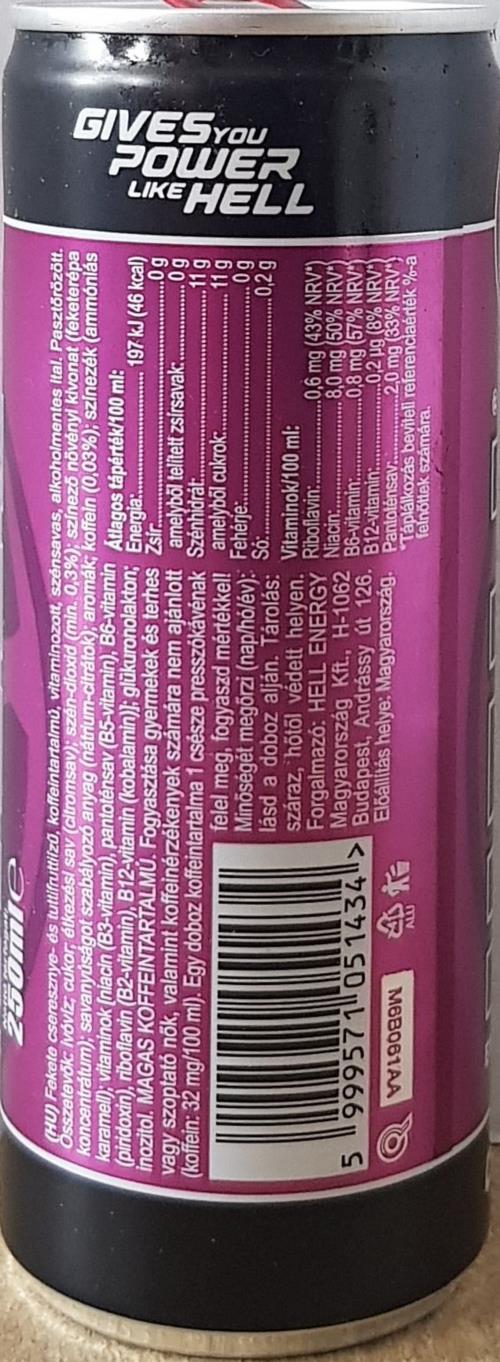 GIVES YOU
POWER
LIKE HELL
250ml e
(HU) Fekete cseresznye- és tuttifruttiízű, koffeintartalmú, vitaminozott, szénsavas, alkoholmentes ital. Pasztőrözött.
Összetevők: ivóvíz; cukor; étkezési sav (citromsav); szén-dioxid (min. 0,3%); színező növényi kivonat (feketerépa
koncentrátum); savanyúságot szabályozó anyag (nátrium-citrátok); aromák; koffein (0,03%); színezék (ammóniás
karamell); vitaminok (niacin (B3-vitamin), pantoténsav (B5-vitamin), B6-vitamin
(piridoxin), riboflavin (B2-vitamin), B12-vitamin (kobalamin)); glükuronolakton;
inozitol. MAGAS KOFFEINTARTALMÚ. Fogyasztása gyermekek és terhes
vagy szoptató nők, valamint koffeinérzékenyek számára nem ajánlott
(koffein: 32 mg/100 ml). Egy doboz koffeintartalma 1 csésze presszókávénak
felel meg, fogyaszd mértékkel!
Minőségét megőrzi (nap/hó/év):
lásd a doboz alján. Tárolás:
száraz, hőtől védett helyen.
Forgalmazó: HELL ENERGY
Magyarország Kft., H-1062
Budapest, Andrássy út 126.
Előállítás helye: Magyarország.
Átlagos tápérték/100 ml:
Energia: 197 kJ (46 kcal)
Zsír 0 g
amelyből telített zsírsavak: 0 g
Szénhidrát: 11 g
amelyből cukrok: 11 g
Fehérje: 0 g
Só: 0,2 g
Vitaminok/100 ml:
Riboflavin: 0,6 mg (43% NRV*)
Niacin: 8,0 mg (50% NRV*)
B6-vitamin: 0,8 mg (57% NRV*)
B12-vitamin: 0,2 µg (8% NRV*)
Pantoténsav: 2,0 mg (33% NRV*)
*Táplálkozás beviteli referenciaérték %-a
felnőttek számára.
5 999571 051434 >
M6B061AA
ALU